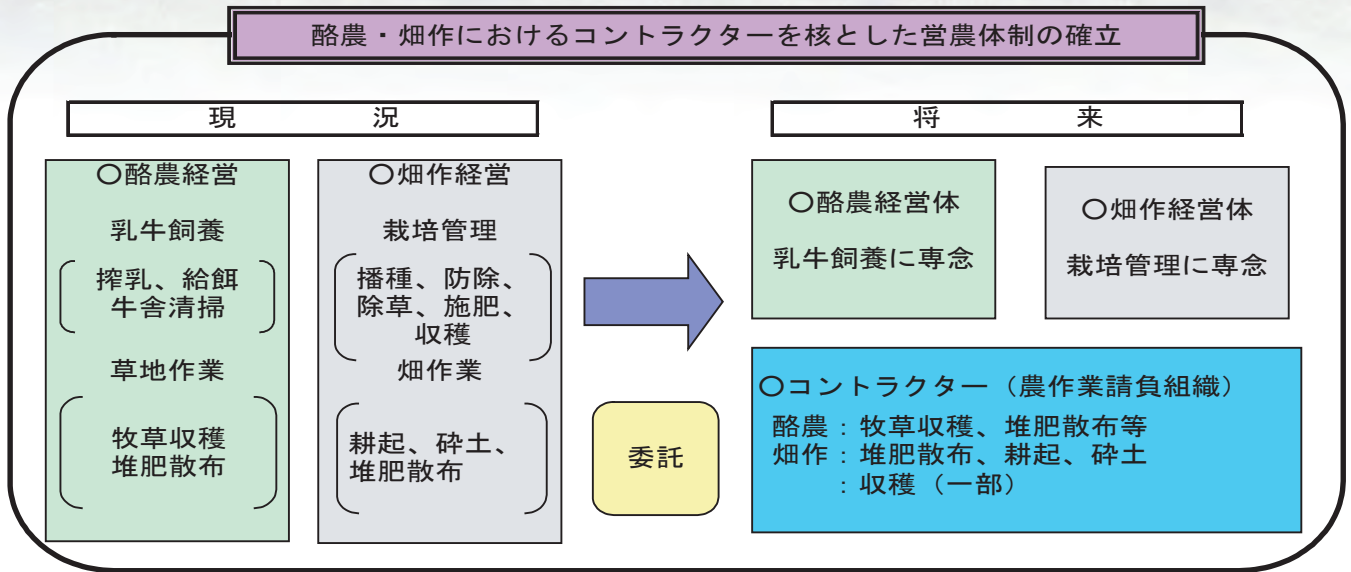 酪農・畑作におけるコントラクターを核とした営農体制の確立
現況
〇酪農経営
乳牛飼養
搾乳、給餌
牛舎清掃
草地作業
牧草収穫
堆肥散布
〇畑作経営
栽培管理
播種、防除、
除草、施肥、
収穫
畑作業
耕起、砕土、
堆肥散布
委託
将来
〇酪農経営体
乳牛飼養に専念
〇畑作経営体
栽培管理に専念
〇コントラクター（農作業請負組織）
酪農：牧草収穫、堆肥散布等
畑作：堆肥散布、耕起、砕土
：収穫（一部）